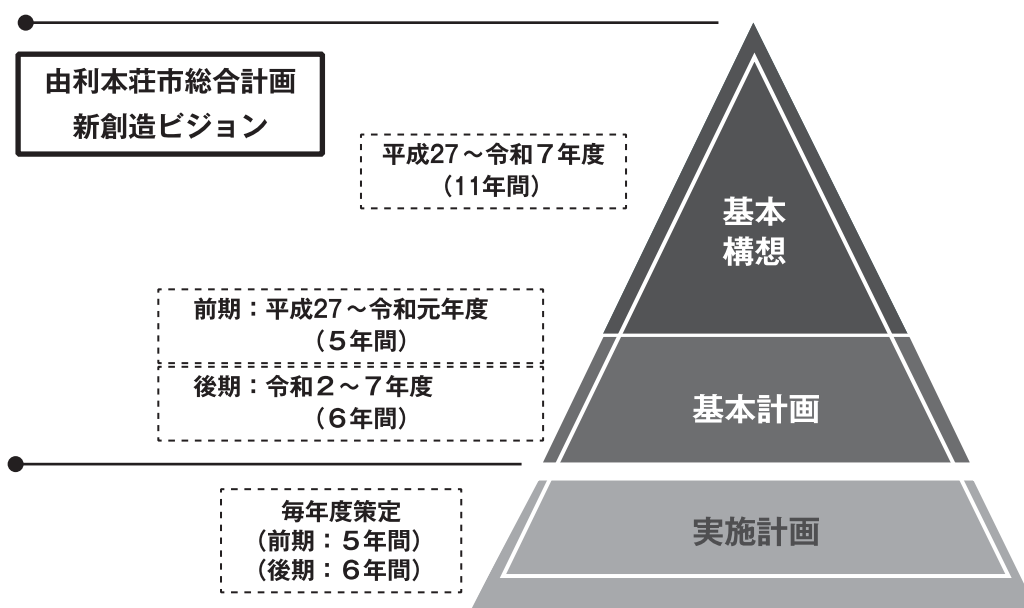 由利本荘市総合計画
新創造ビジョン
平成27～令和７年度
（11年間）
基本
構想
前期：平成27～令和元年度
（５年間）
後期：令和２～７年度
（６年間）
基本計画
毎年度策定
（前期：５年間）
（後期：６年間）
実施計画